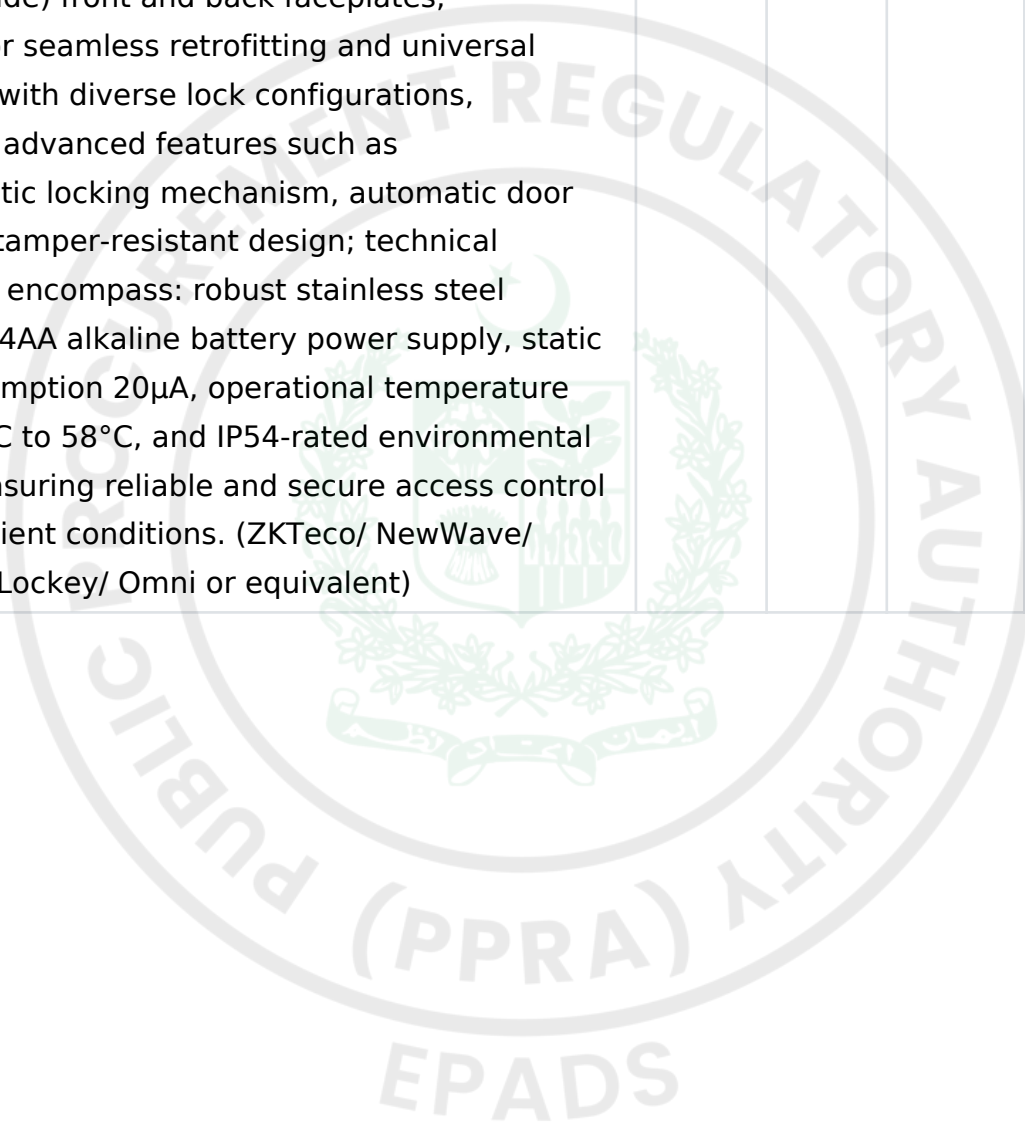 front and back faceplates,
seamless retrofitting and universal
with diverse lock configurations,
advanced features such as
tic locking mechanism, automatic door
tamper-resistant design; technical
encompass: robust stainless steel
4AA alkaline battery power supply, static
mption 20µA, operational temperature
C to 58°C, and IP54-rated environmental
suring reliable and secure access control
ient conditions. (ZKTeco/ NewWave/
Lockey/ Omni or equivalent)
PUBLIC PROCUREMENT REGULATORY AUTHORITY
(PPRA)
EPADS